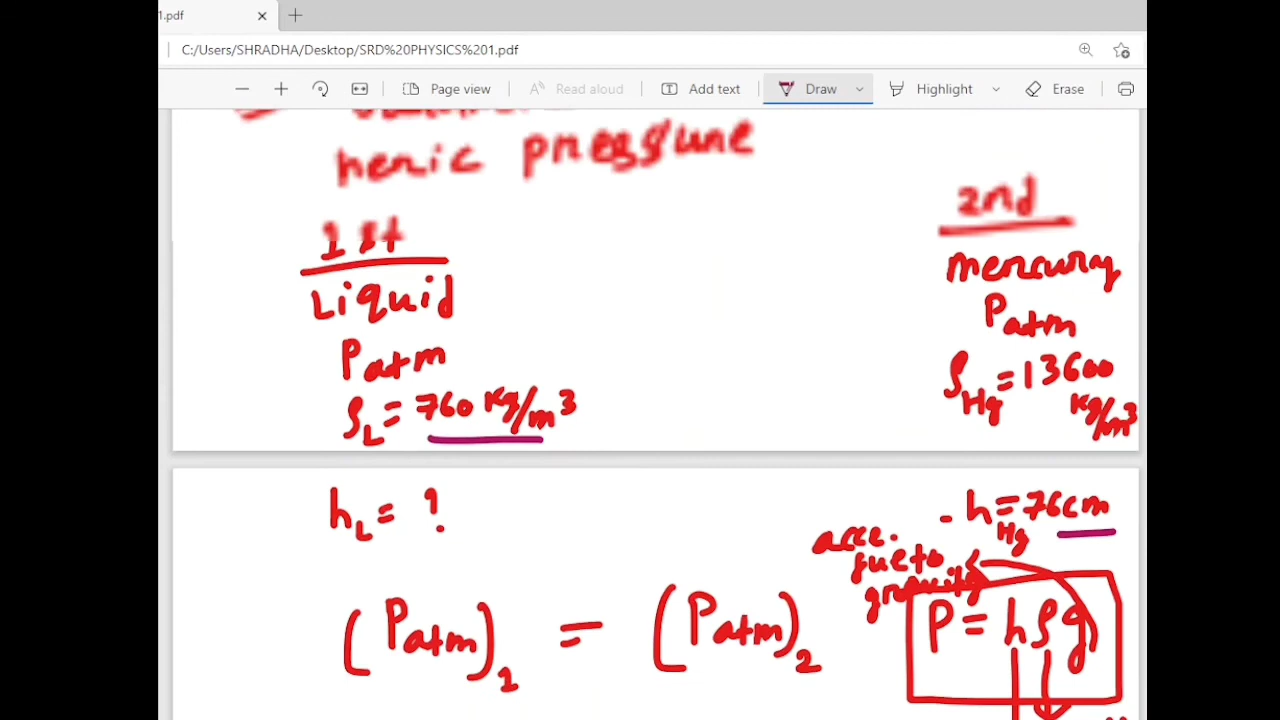 1.pdf
C:/Users/SHRADHA/Desktop/SRD%20PHYSICS%201.pdf
Page view
Read aloud
Add text
Draw
Highlight
Erase
heric pressure
1st
Liquid
Patm
ρL = 760 kg/m³
2nd
mercury
Patm
ρHg = 13600
kg/m³
hL = ?
- hHg = 76cm
acce.
due to
gravity
(Patm)1 = (Patm)2
P = hρg